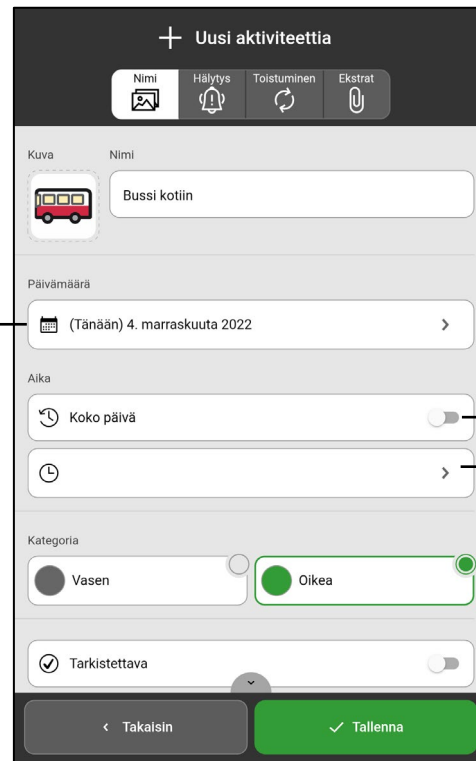 Uusi aktiviteettia
Nimi Hälytys Toistuminen Ekstrat
Kuva Nimi
Bussi kotiin
Päivämäärä
(Tänään) 4. marraskuuta 2022
Aika
Koko päivä
Kategoria
Vasen Oikea
Tarkistettava
Takaisin Tallenna